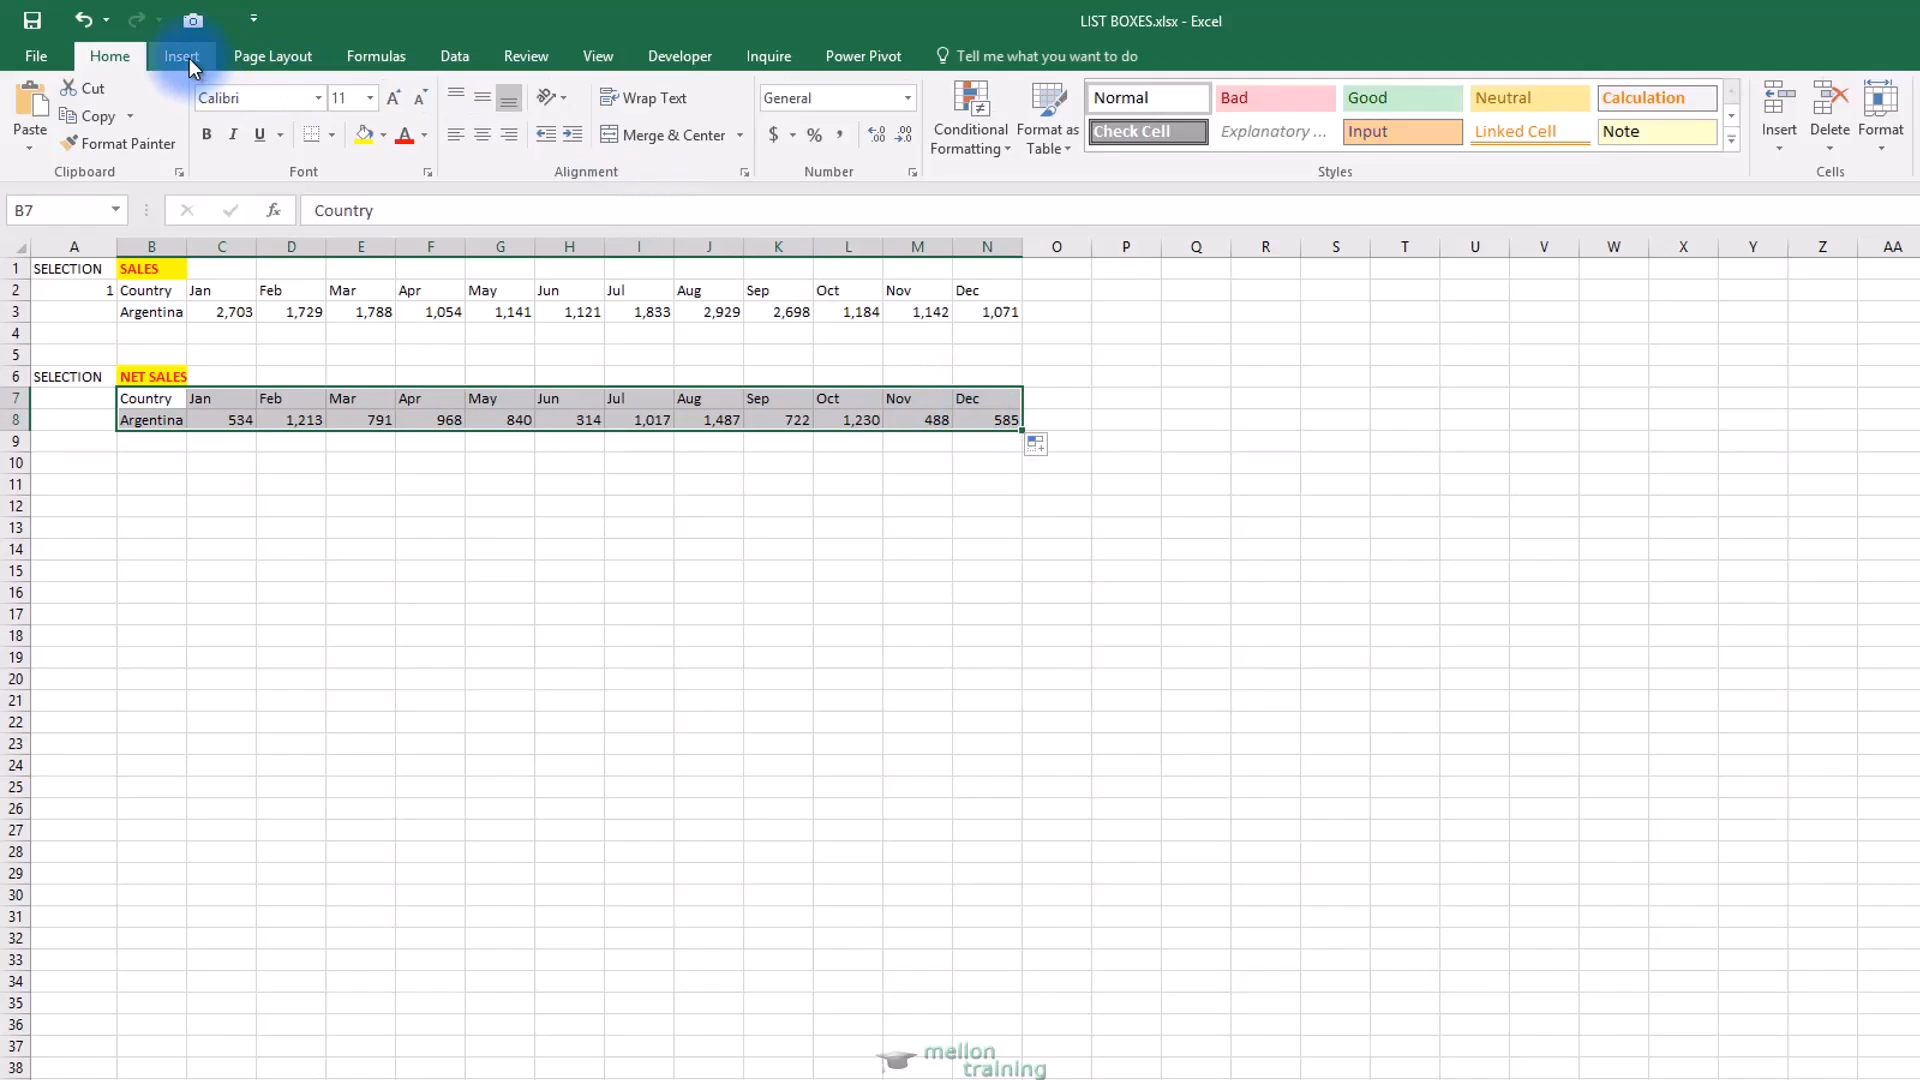 LIST BOXES.xlsx - Excel
File Home Insert Page Layout Formulas Data Review View Developer Inquire Power Pivot Tell me what you want to do
Paste
Cut
Copy
Format Painter
Clipboard
Calibri 11
B I U
Font
Wrap Text
Merge & Center
Alignment
General
$ % ,
Number
Conditional Formatting
Format as Table
Normal Bad Good Neutral Calculation
Check Cell Explanatory ... Input Linked Cell Note
Styles
Insert Delete Format
Cells
B7 fx Country
A B C D E F G H I J K L M N O P Q R S T U V W X Y Z AA
1 SELECTION SALES
2 1 Country Jan Feb Mar Apr May Jun Jul Aug Sep Oct Nov Dec
3 Argentina 2,703 1,729 1,788 1,054 1,141 1,121 1,833 2,929 2,698 1,184 1,142 1,071
4
5
6 SELECTION NET SALES
7 Country Jan Feb Mar Apr May Jun Jul Aug Sep Oct Nov Dec
8 Argentina 534 1,213 791 968 840 314 1,017 1,487 722 1,230 488 585
9
10
11
12
13
14
15
16
17
18
19
20
21
22
23
24
25
26
27
28
29
30
31
32
33
34
35
36
37
38
mellon
training